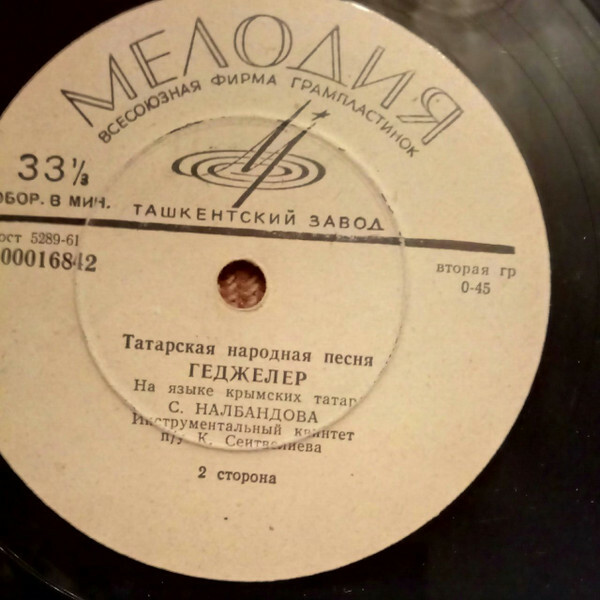 МЕЛОДИЯ
ВСЕСОЮЗНАЯ ФИРМА ГРАМПЛАСТИНОК
33⅓
ОБОР. В МИН.
ТАШКЕНТСКИЙ ЗАВОД
ост 5289-61
00016842
вторая гр
0-45
Татарская народная песня
ГЕДЖЕЛЕР
На языке крымских татар
С. НАЛБАНДОВА
Инструментальный квинтет
п/у К. Сеитвелиева
2 сторона